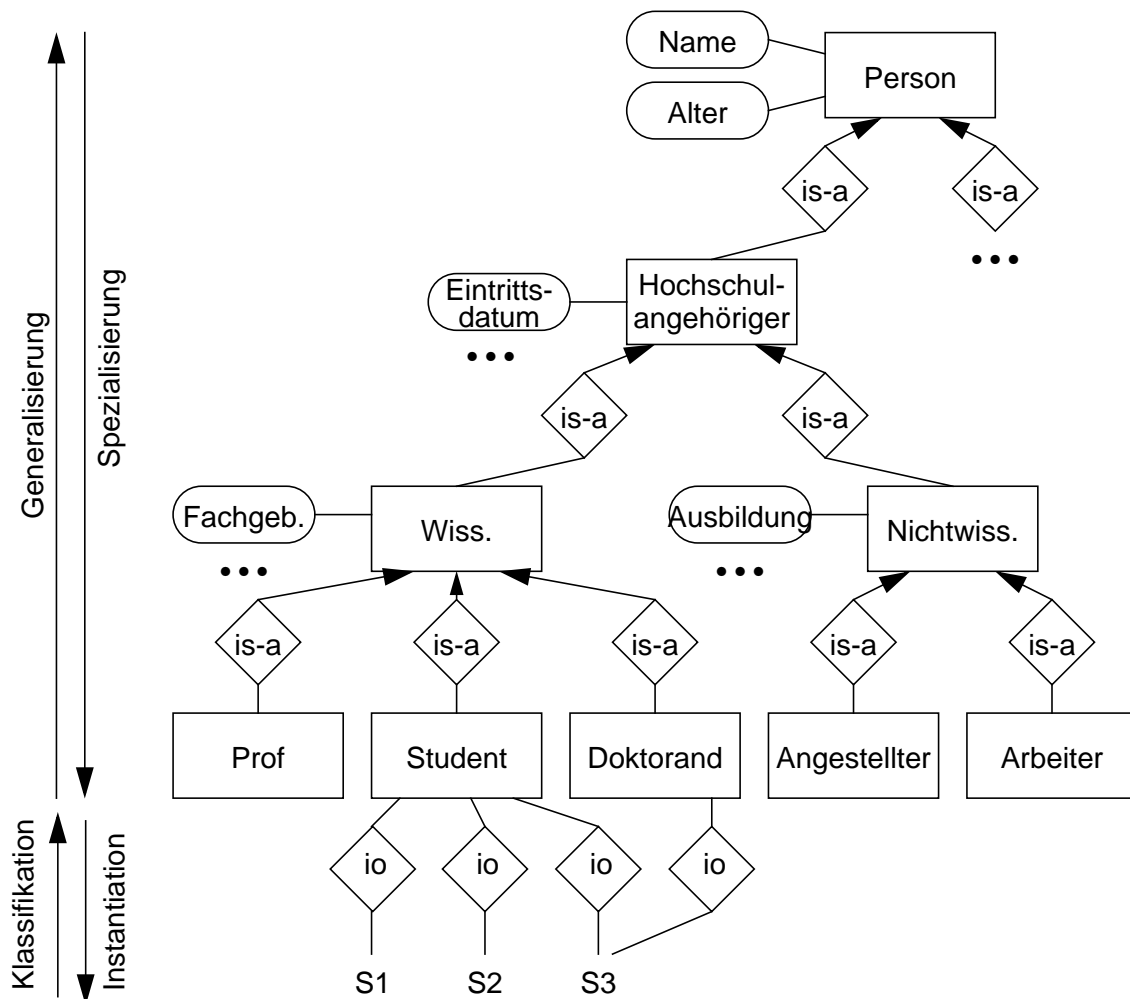 Name
Person
Alter
is-a
is-a
•••
Eintritts-
datum
Hochschul-
angehöriger
•••
is-a
is-a
Generalisierung
Spezialisierung
Fachgeb.
Wiss.
Ausbildung
Nichtwiss.
•••
•••
is-a
is-a
is-a
is-a
is-a
Prof
Student
Doktorand
Angestellter
Arbeiter
Klassifikation
Instantiation
io
io
io
io
S1
S2
S3